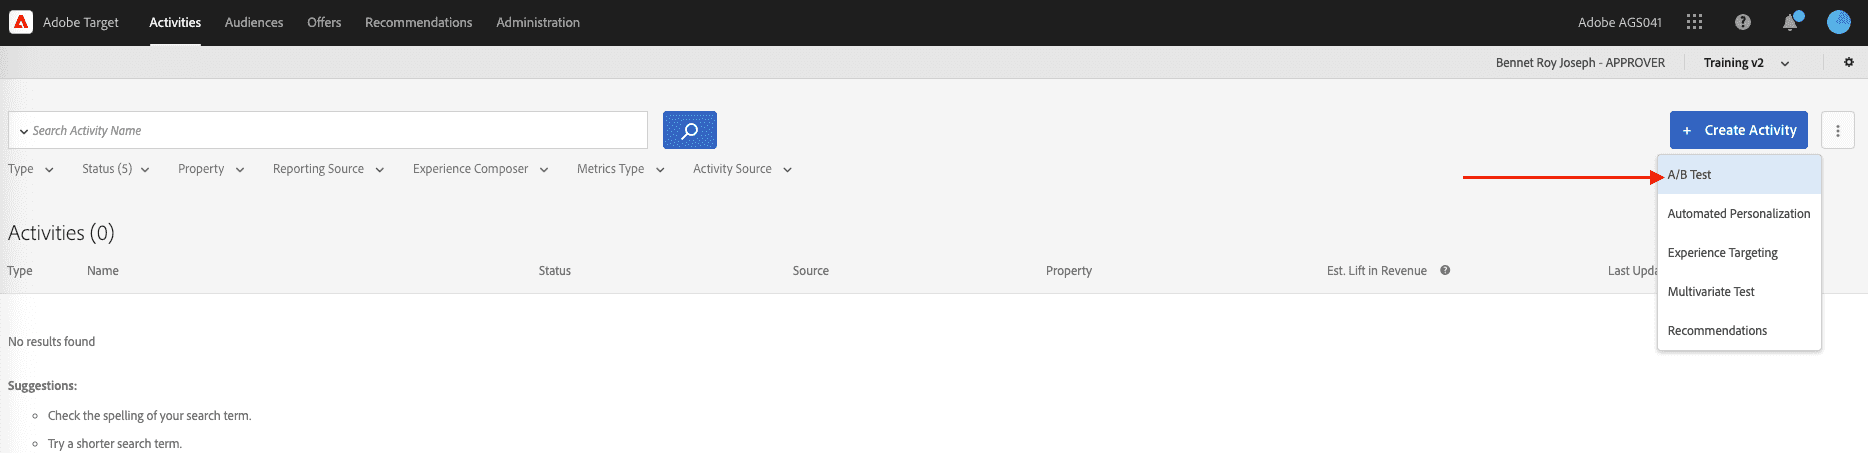 Adobe Target Activities Audiences Offers Recommendations Administration Adobe AGS041
Bennet Roy Joseph - APPROVER Training v2
Search Activity Name
+ Create Activity
Type Status (5) Property Reporting Source Experience Composer Metrics Type Activity Source
A/B Test
Automated Personalization
Experience Targeting
Multivariate Test
Recommendations
Activities (0)
Type Name Status Source Property Est. Lift in Revenue Last Upda
No results found
Suggestions:
Check the spelling of your search term.
Try a shorter search term.